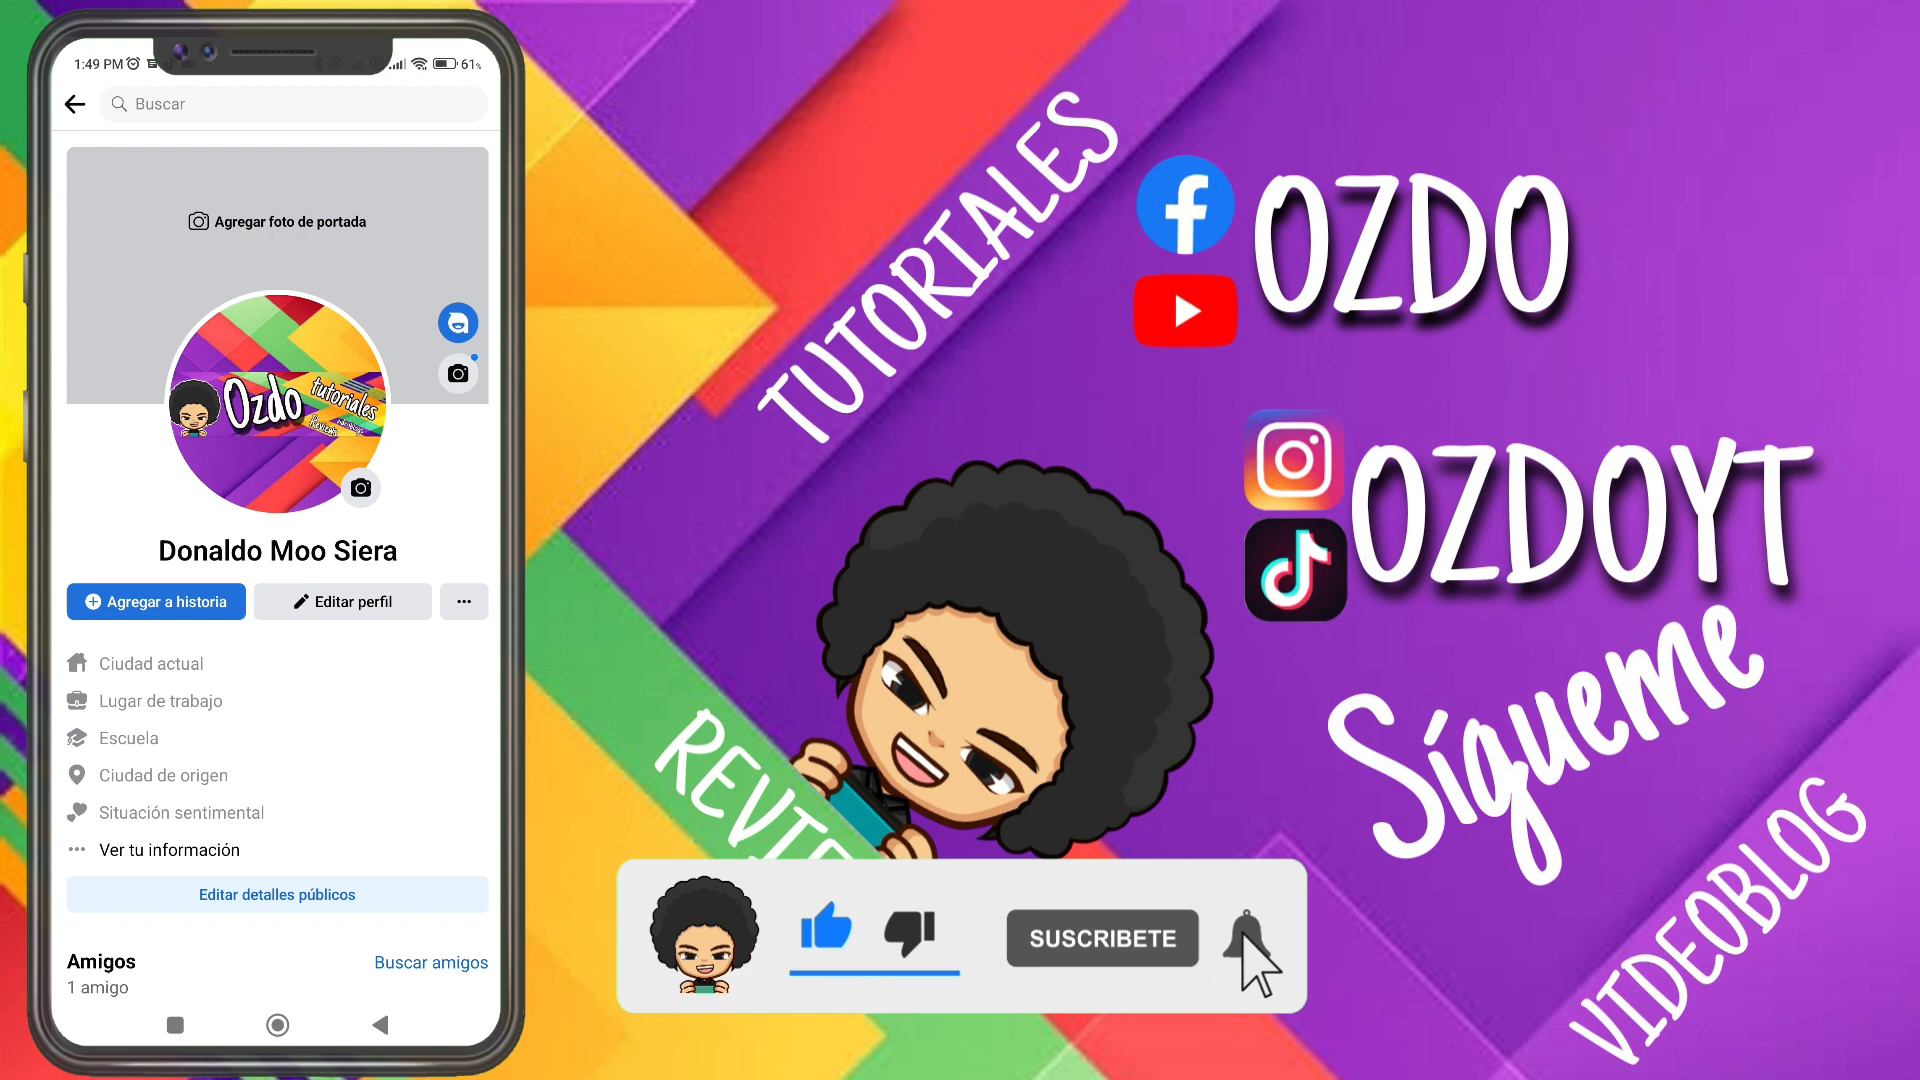 1:49 PM
61%
Buscar
Agregar foto de portada
Ozdo
tutoriales
Donaldo Moo Siera
Agregar a historia
Editar perfil
Ciudad actual
Lugar de trabajo
Escuela
Ciudad de origen
Situación sentimental
Ver tu información
Editar detalles públicos
Amigos
Buscar amigos
1 amigo
TUTORIALES
OZDO
OZDOYT
Sígueme
REVI
VIDEOBLOG
SUSCRIBETE